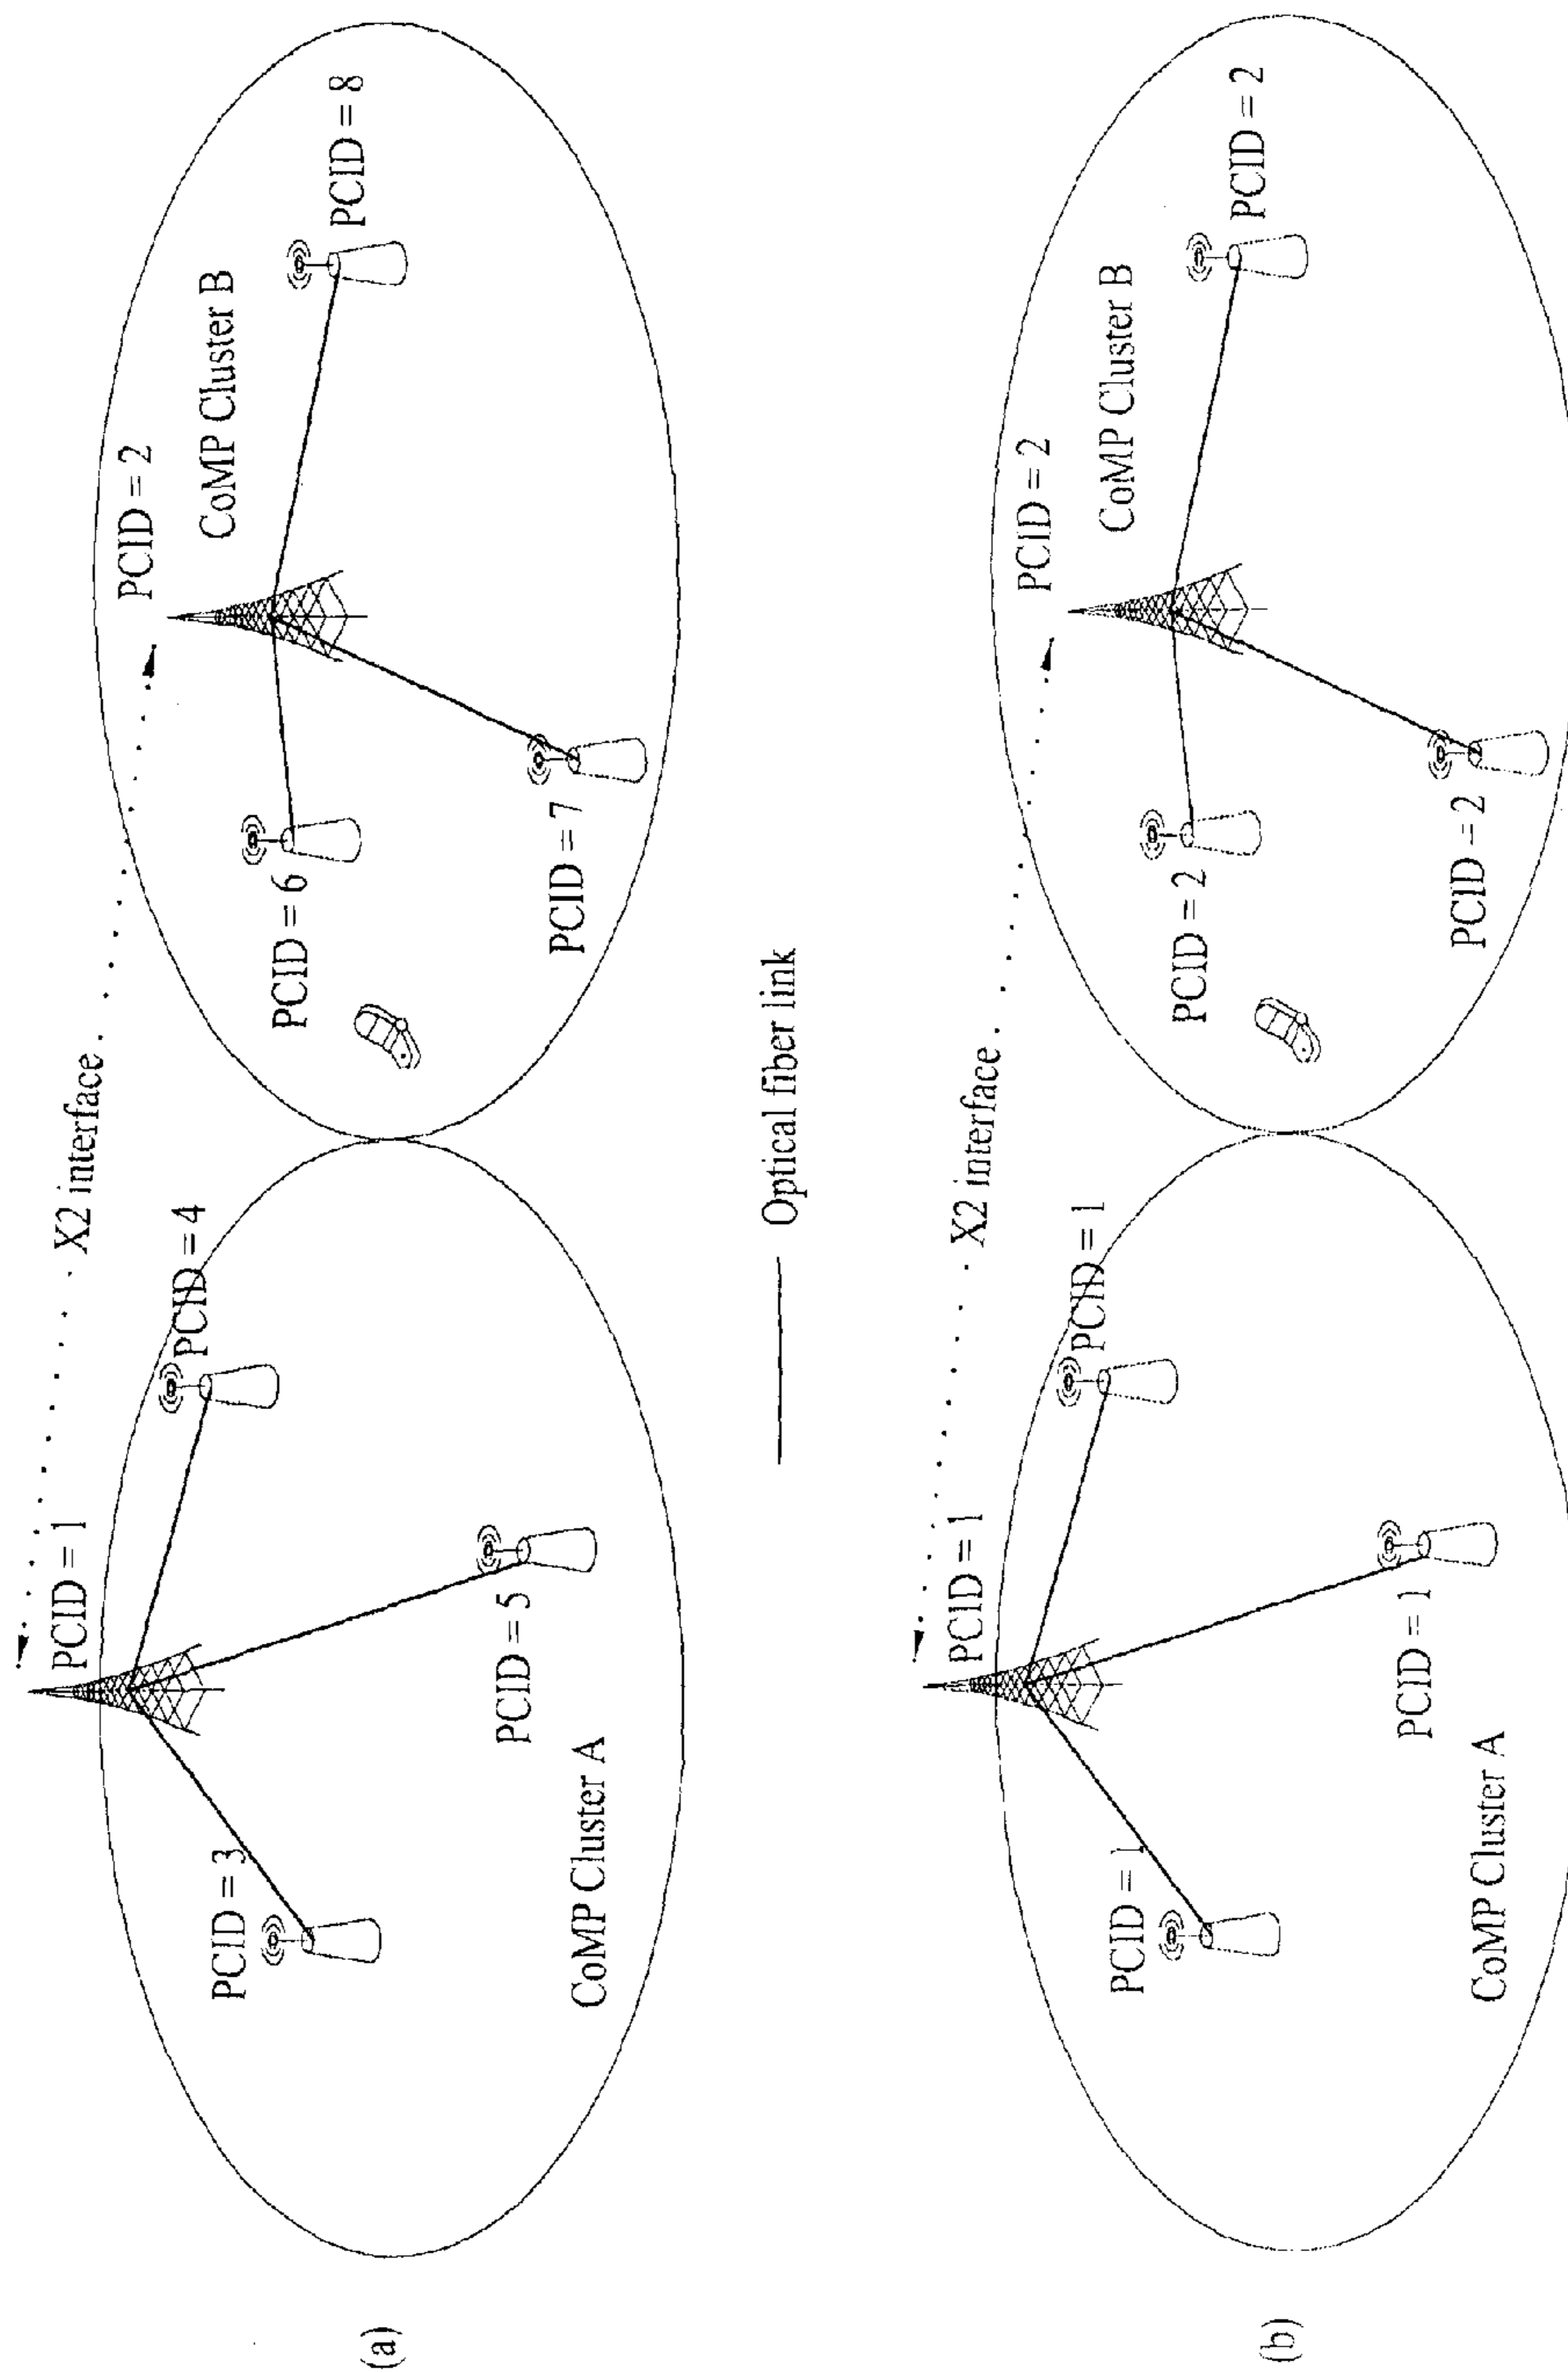 (a)
X2 interface
PCID = 1
PCID = 4
PCID = 3
PCID = 5
CoMP Cluster A
PCID = 2
CoMP Cluster B
PCID = 8
PCID = 6
PCID = 7
Optical fiber link
(b)
X2 interface
PCID = 1
PCID = 1
PCID = 1
PCID = 1
CoMP Cluster A
PCID = 2
CoMP Cluster B
PCID = 2
PCID = 2
PCID = 2